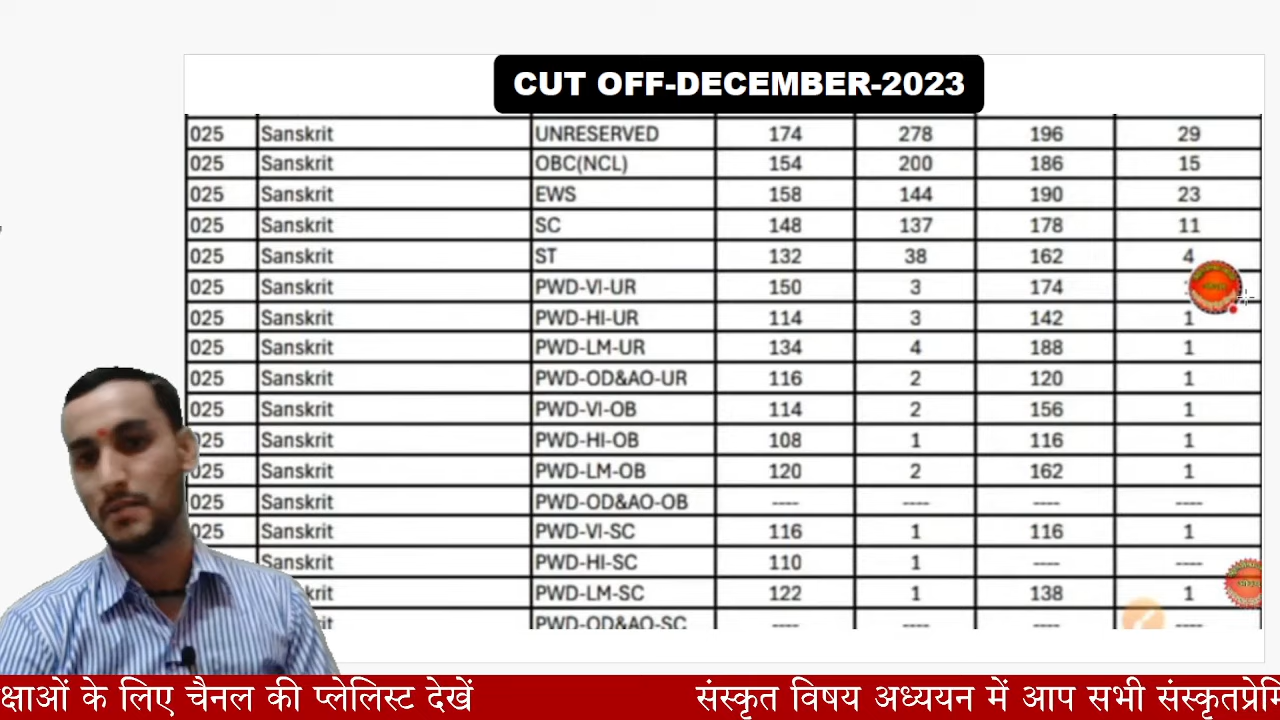 CUT OFF-DECEMBER-2023
025 Sanskrit UNRESERVED 174 278 196 29
025 Sanskrit OBC(NCL) 154 200 186 15
025 Sanskrit EWS 158 144 190 23
025 Sanskrit SC 148 137 178 11
025 Sanskrit ST 132 38 162 4
025 Sanskrit PWD-VI-UR 150 3 174
025 Sanskrit PWD-HI-UR 114 3 142 1
025 Sanskrit PWD-LM-UR 134 4 188 1
025 Sanskrit PWD-OD&AO-UR 116 2 120 1
025 Sanskrit PWD-VI-OB 114 2 156 1
025 Sanskrit PWD-HI-OB 108 1 116 1
025 Sanskrit PWD-LM-OB 120 2 162 1
025 Sanskrit PWD-OD&AO-OB ---- ---- ---- ----
025 Sanskrit PWD-VI-SC 116 1 116 1
Sanskrit PWD-HI-SC 110 1 ---- ----
krit PWD-LM-SC 122 1 138 1
krit PWD-OD&AO-SC ---- ---- ---- ----
क्षाओं के लिए चैनल की प्लेलिस्ट देखें संस्कृत विषय अध्ययन में आप सभी संस्कृतप्रेमि